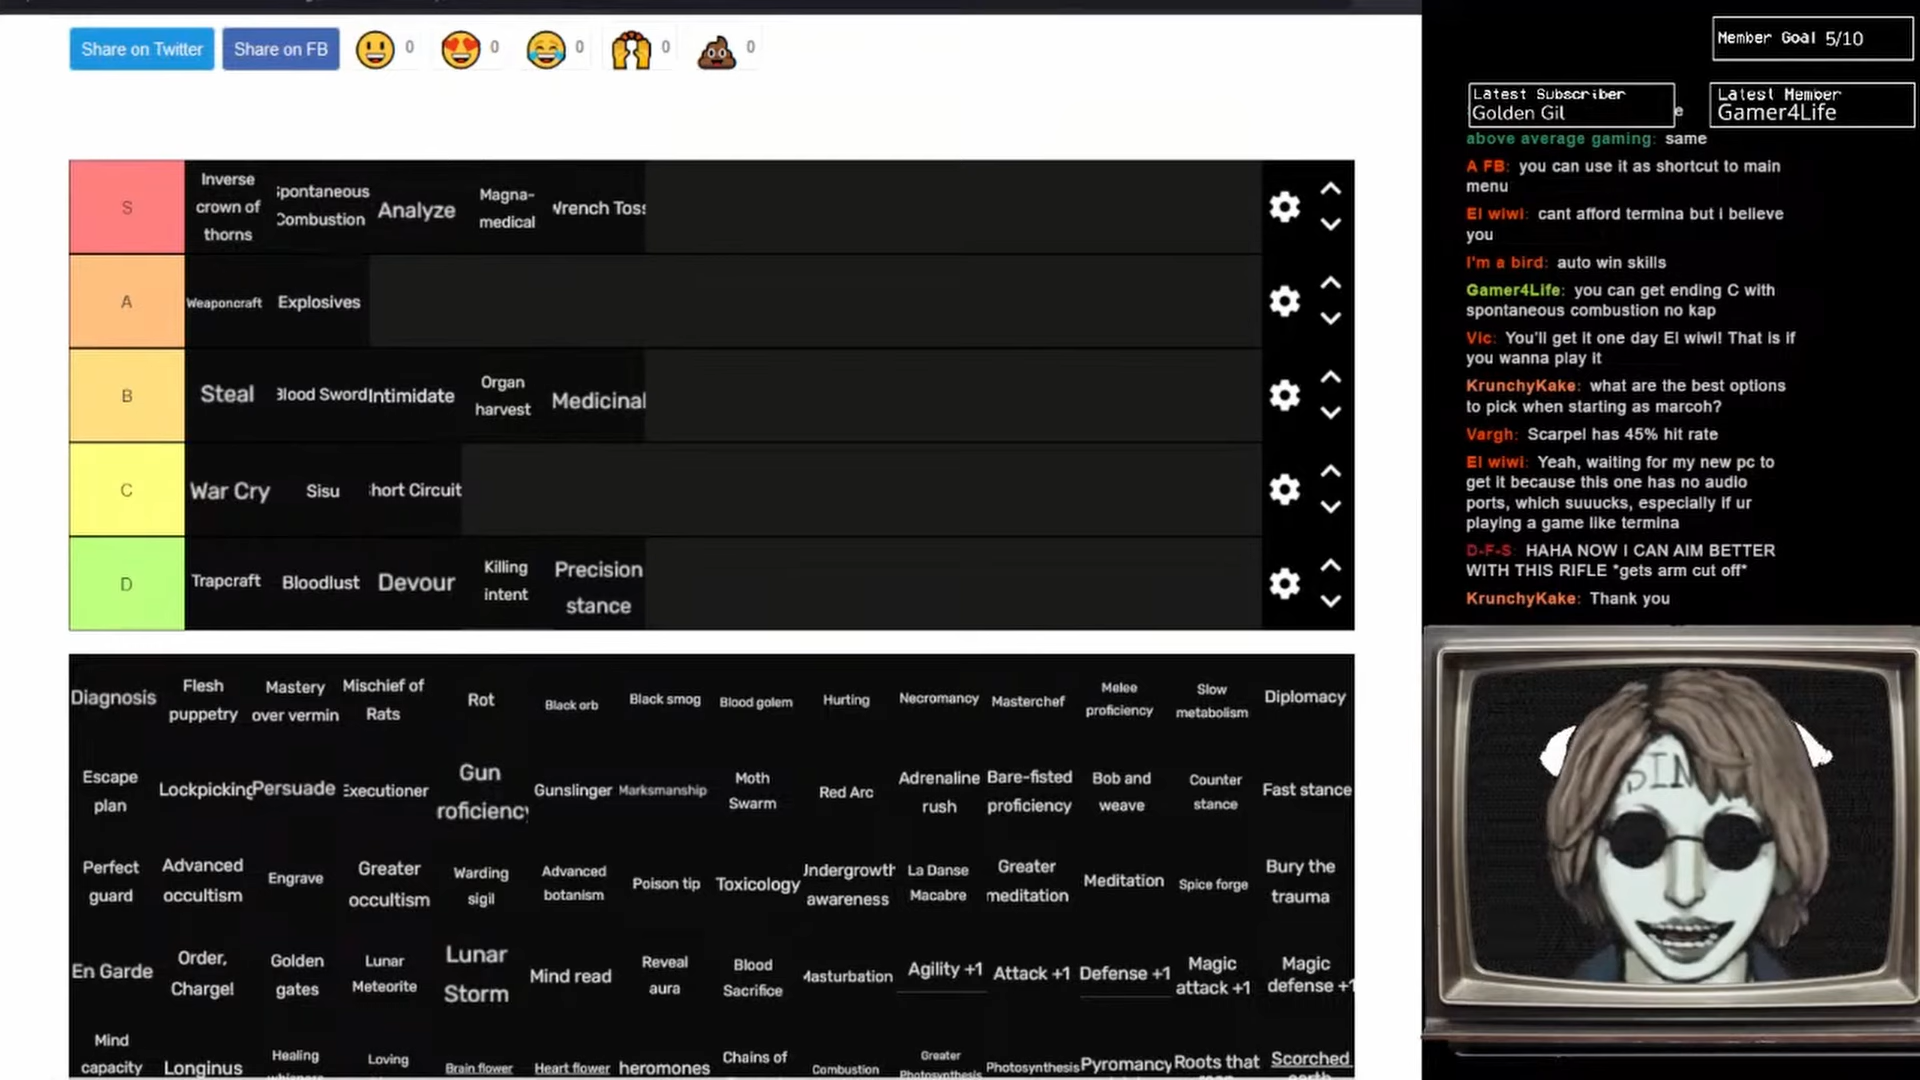 Share on Twitter
Share on FB
0
0
0
0
0
S
Inverse
crown of
thorns
Spontaneous
Combustion
Analyze
Magna-
medical
Wrench Toss
A
Weaponcraft
Explosives
B
Steal
Blood Sword
Intimidate
Organ
harvest
Medicinal
C
War Cry
Sisu
Short Circuit
D
Trapcraft
Bloodlust
Devour
Killing
intent
Precision
stance
Diagnosis
Flesh
puppetry
Mastery
over vermin
Mischief of
Rats
Rot
Black orb
Black smog
Blood golem
Hurting
Necromancy
Masterchef
Melee
proficiency
Slow
metabolism
Diplomacy
Escape
plan
Lockpicking
Persuade
Executioner
Gun
roficiency
Gunslinger
Marksmanship
Moth
Swarm
Red Arc
Adrenaline
rush
Bare-fisted
proficiency
Bob and
weave
Counter
stance
Fast stance
Perfect
guard
Advanced
occultism
Engrave
Greater
occultism
Warding
sigil
Advanced
botanism
Poison tip
Toxicology
Undergrowth
awareness
La Danse
Macabre
Greater
meditation
Meditation
Spice forge
Bury the
trauma
En Garde
Order,
Charge!
Golden
gates
Lunar
Meteorite
Lunar
Storm
Mind read
Reveal
aura
Blood
Sacrifice
Masturbation
Agility +1
Attack +1
Defense +1
Magic
attack +1
Magic
defense +1
Mind
capacity
Longinus
Healing
Loving
Brain flower
Heart flower
heromones
Chains of
Combustion
Greater
Photosynthesis
Photosynthesis
Pyromancy
Roots that
Scorched
Member Goal 5/10
Latest Subscriber
Golden Gil
Latest Member
Gamer4Life
e
above average gaming: same
A FB: you can use it as shortcut to main
menu
El wiwi: cant afford termina but i believe
you
I'm a bird: auto win skills
Gamer4Life: you can get ending C with
spontaneous combustion no kap
Vic: You'll get it one day El wiwi! That is if
you wanna play it
KrunchyKake: what are the best options
to pick when starting as marcoh?
Vargh: Scarpel has 45% hit rate
El wiwi: Yeah, waiting for my new pc to
get it because this one has no audio
ports, which suuucks, especially if ur
playing a game like termina
D-F-S: HAHA NOW I CAN AIM BETTER
WITH THIS RIFLE *gets arm cut off*
KrunchyKake: Thank you
SIN